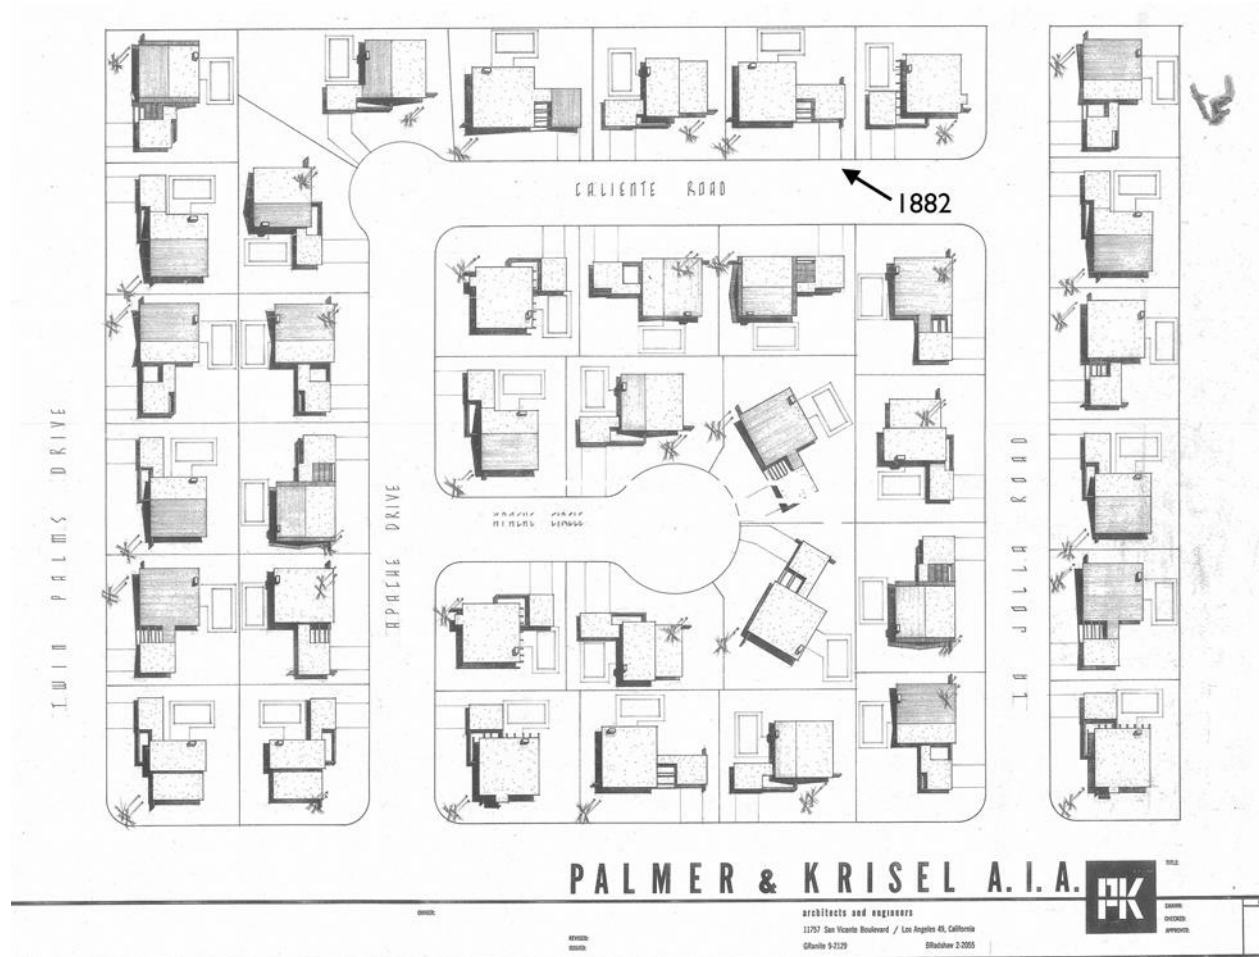 CALIENTE ROAD
1882
TWIN PALMS DRIVE
APACHE DRIVE
APACHE CIRCLE
LA JOLLA ROAD
PALMER & KRISEL A.I.A.
PK
TITLE:
OWNER:
architects and engineers
11757 San Vicente Boulevard / Los Angeles 49, California
GRanite 9-2129 BRadshaw 2-2055
REVISED:
ISSUED:
DRAWN:
CHECKED:
APPROVED: